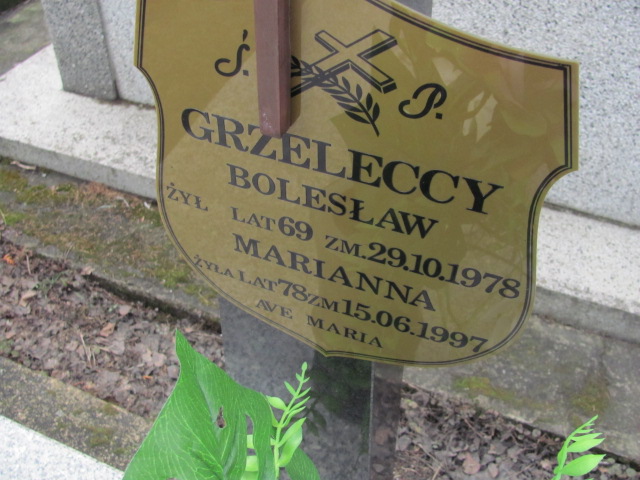 Ś. P.
GRZELECCY
BOLESŁAW
ŻYŁ LAT 69 ZM. 29.10.1978
MARIANNA
ŻYŁA LAT 78 ZM 15.06.1997
AVE MARIA